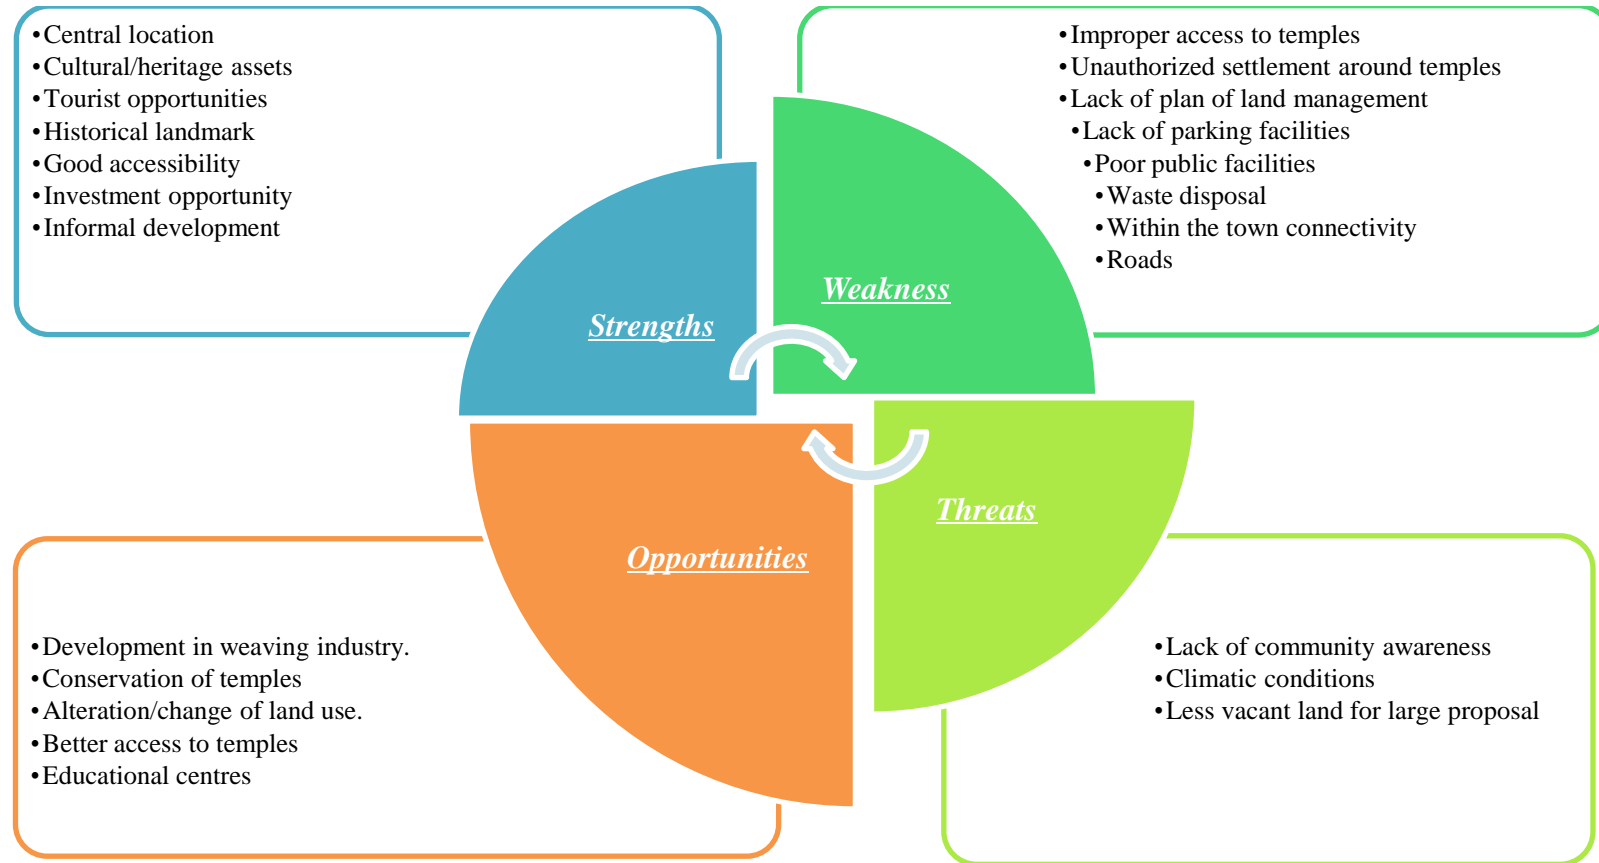 •Central location
•Cultural/heritage assets
•Tourist opportunities
•Historical landmark
•Good accessibility
•Investment opportunity
•Informal development
Strengths
•Improper access to temples
•Unauthorized settlement around temples
•Lack of plan of land management
•Lack of parking facilities
•Poor public facilities
•Waste disposal
•Within the town connectivity
•Roads
Weakness
Opportunities
•Development in weaving industry.
•Conservation of temples
•Alteration/change of land use.
•Better access to temples
•Educational centres
Threats
•Lack of community awareness
•Climatic conditions
•Less vacant land for large proposal